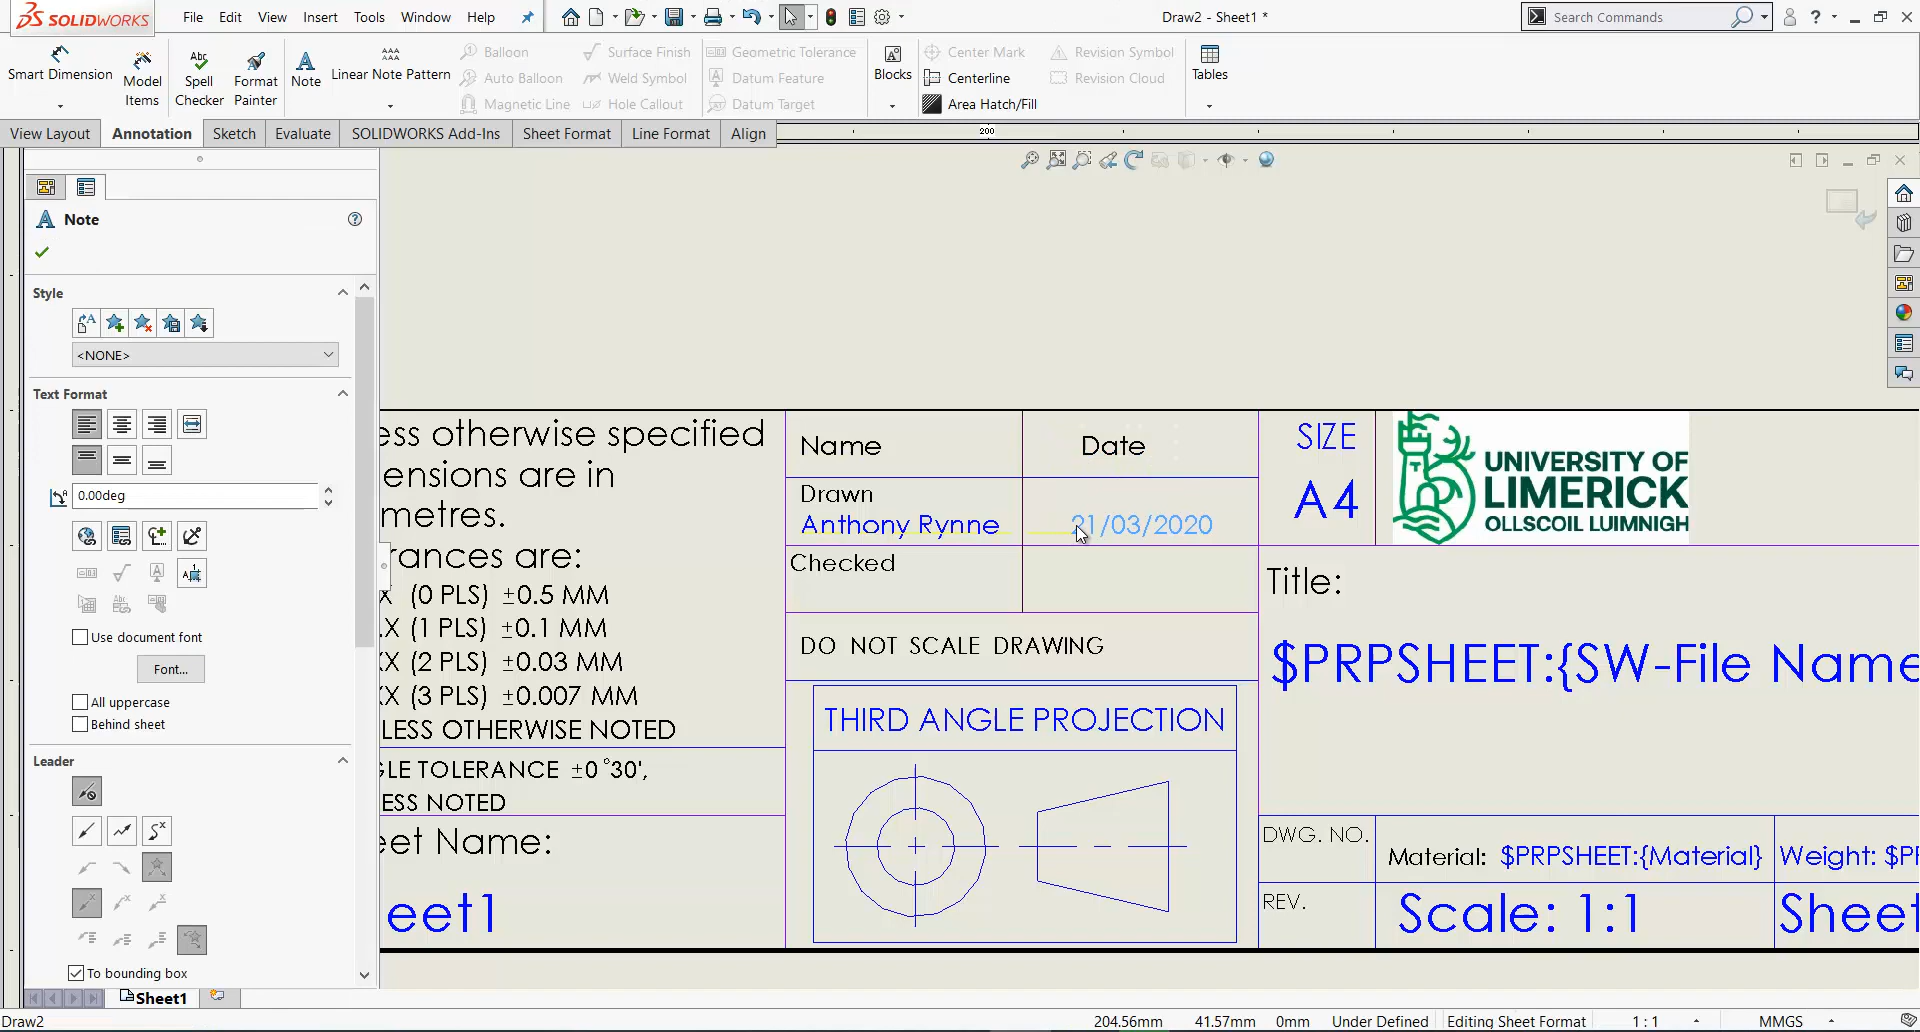 SOLIDWORKS
File Edit View Insert Tools Window Help
Draw2 - Sheet1 *
Search Commands
Smart Dimension
Model Items
Spell Checker
Format Painter
Note
Linear Note Pattern
Balloon
Auto Balloon
Magnetic Line
Surface Finish
Weld Symbol
Hole Callout
Geometric Tolerance
Datum Feature
Datum Target
Blocks
Center Mark
Centerline
Area Hatch/Fill
Revision Symbol
Revision Cloud
Tables
View Layout Annotation Sketch Evaluate SOLIDWORKS Add-Ins Sheet Format Line Format Align
200
Note
Style
<NONE>
Text Format
0.00deg
Use document font
Font...
All uppercase
Behind sheet
Leader
To bounding box
ess otherwise specified
ensions are in
metres.
rances are:
X (0 PLS) ±0.5 MM
.X (1 PLS) ±0.1 MM
XX (2 PLS) ±0.03 MM
XX (3 PLS) ±0.007 MM
LESS OTHERWISE NOTED
GLE TOLERANCE ±0°30',
ESS NOTED
eet Name:
eet1
Name Date
Drawn
Anthony Rynne 21/03/2020
Checked
DO NOT SCALE DRAWING
THIRD ANGLE PROJECTION
SIZE
A4
UNIVERSITY OF
LIMERICK
OLLSCOIL LUIMNIGH
Title:
$PRPSHEET:{SW-File Name
DWG. NO.
Material: $PRPSHEET:{Material}
Weight: $PF
REV.
Scale: 1:1
Sheet
Sheet1
Draw2
204.56mm 41.57mm 0mm Under Defined Editing Sheet Format 1 : 1 MMGS